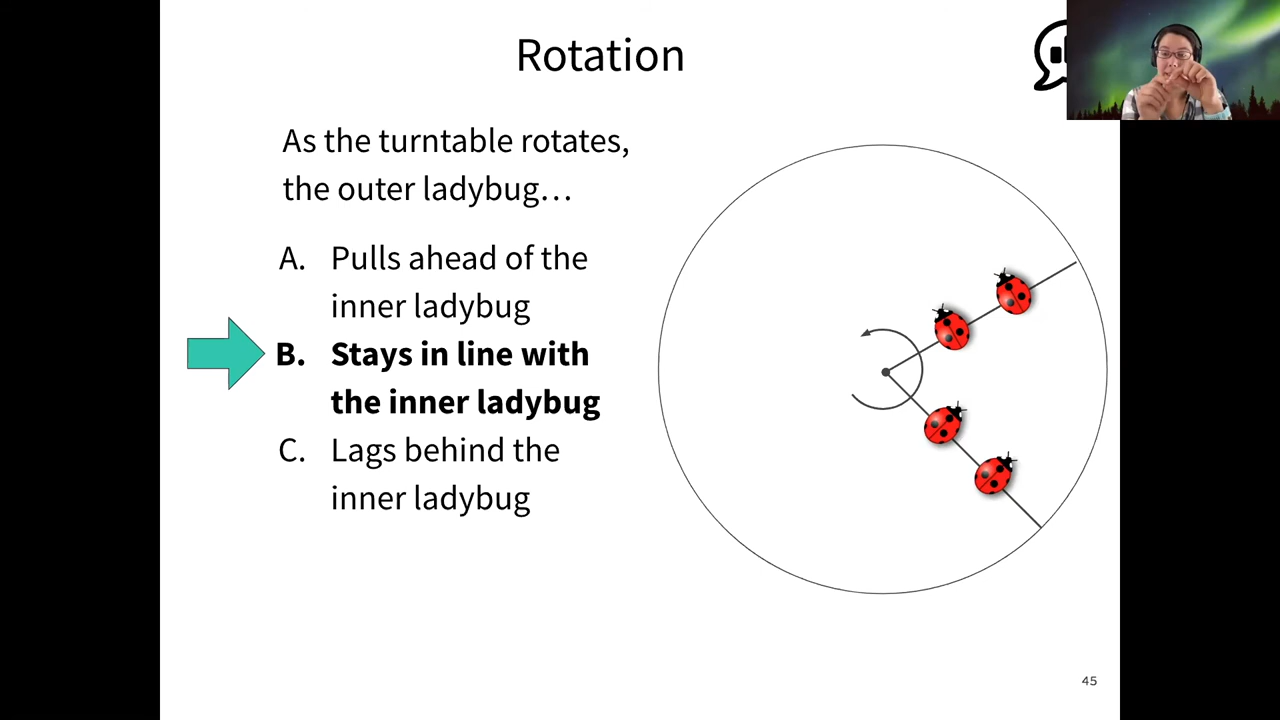 Rotation
As the turntable rotates,
the outer ladybug…
A. Pulls ahead of the
inner ladybug
B. Stays in line with
the inner ladybug
C. Lags behind the
inner ladybug
45